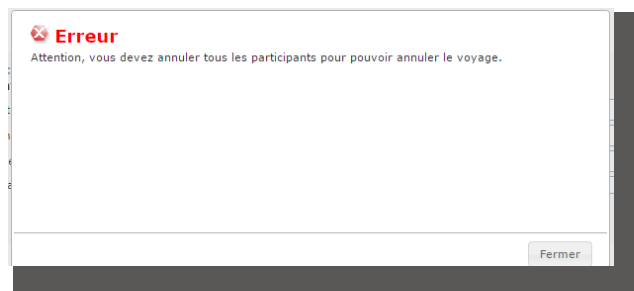 Erreur
Attention, vous devez annuler tous les participants pour pouvoir annuler le voyage.
Fermer